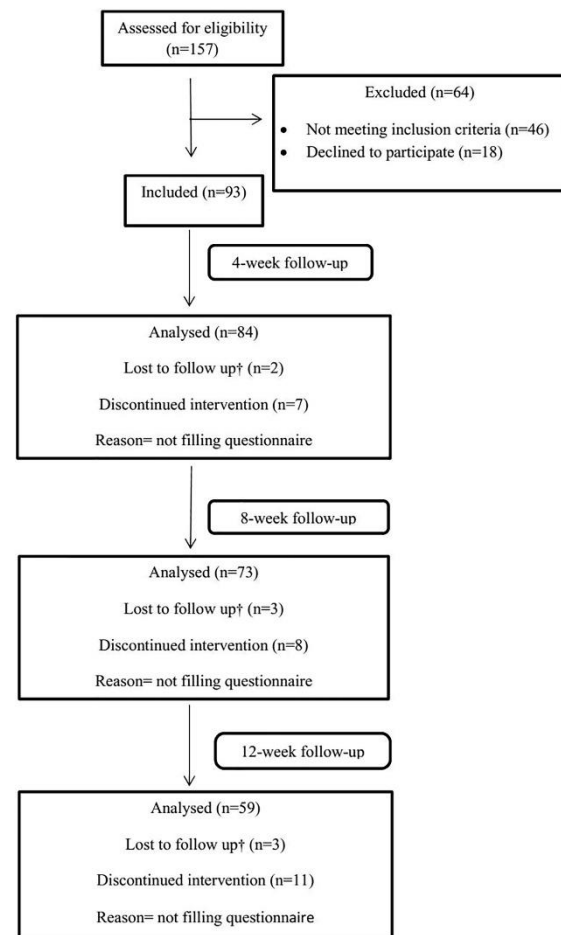 Assessed for eligibility
(n=157)
Excluded (n=64)
• Not meeting inclusion criteria (n=46)
• Declined to participate (n=18)
Included (n=93)
4-week follow-up
Analysed (n=84)
Lost to follow up† (n=2)
Discontinued intervention (n=7)
Reason= not filling questionnaire
8-week follow-up
Analysed (n=73)
Lost to follow up† (n=3)
Discontinued intervention (n=8)
Reason= not filling questionnaire
12-week follow-up
Analysed (n=59)
Lost to follow up† (n=3)
Discontinued intervention (n=11)
Reason= not filling questionnaire